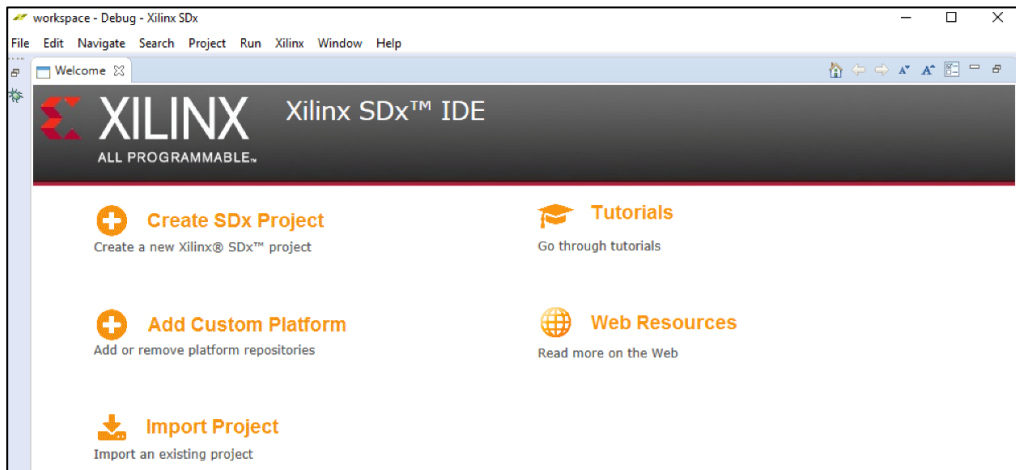 workspace - Debug - Xilinx SDx
File Edit Navigate Search Project Run Xilinx Window Help
Welcome
XILINX
ALL PROGRAMMABLE™
Xilinx SDx™ IDE
Create SDx Project
Create a new Xilinx® SDx™ project
Tutorials
Go through tutorials
Add Custom Platform
Add or remove platform repositories
Web Resources
Read more on the Web
Import Project
Import an existing project